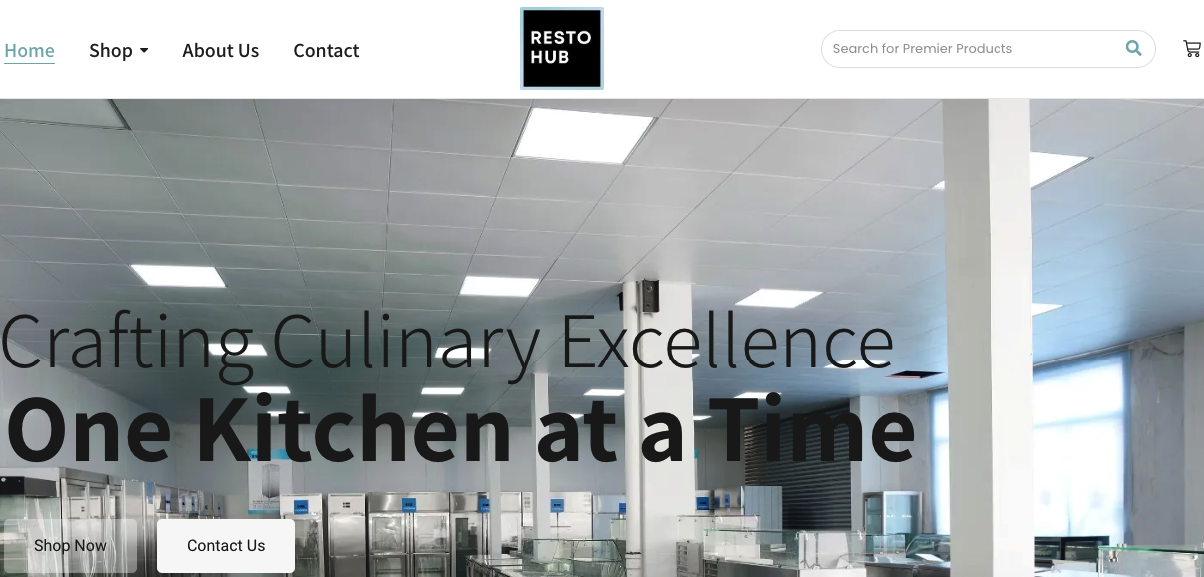 Home
Shop
About Us
Contact
RESTO
HUB
Search for Premier Products
Crafting Culinary Excellence
One Kitchen at a Time
Shop Now
Contact Us